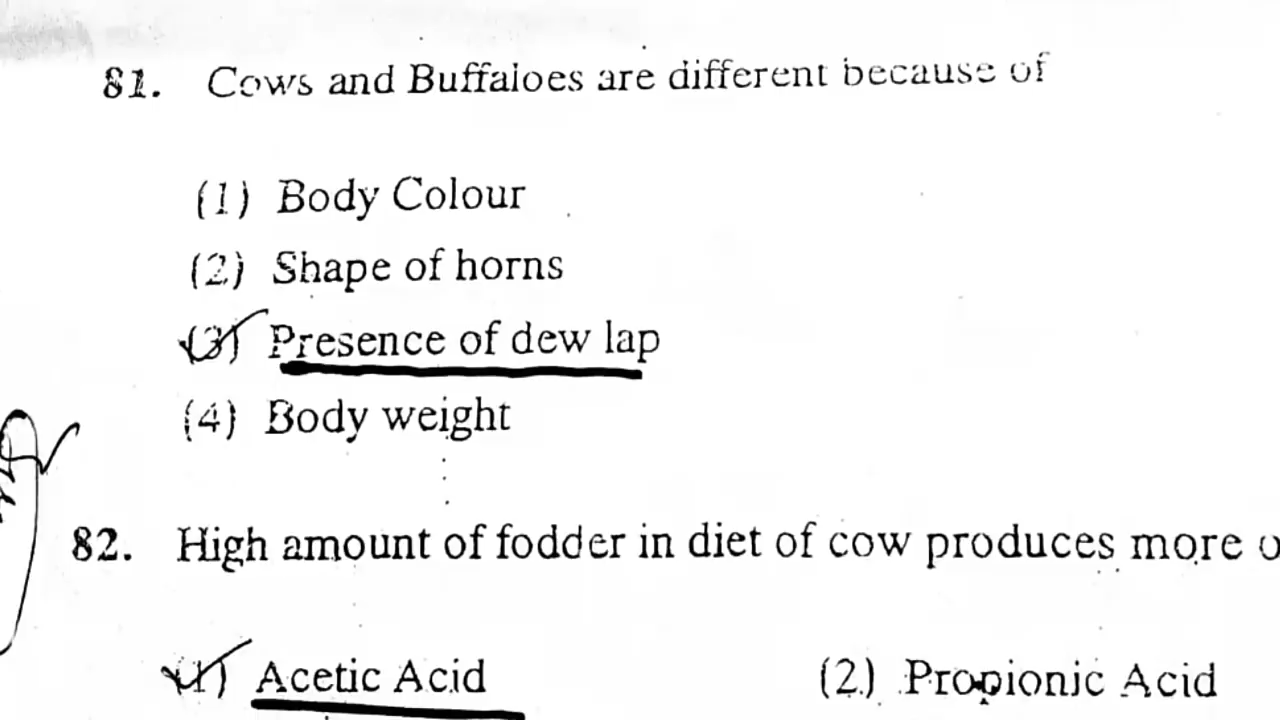 81. Cows and Buffaloes are different because of
(1) Body Colour
(2) Shape of horns
(3) Presence of dew lap
(4) Body weight
82. High amount of fodder in diet of cow produces more o
(1) Acetic Acid (2) Propionic Acid